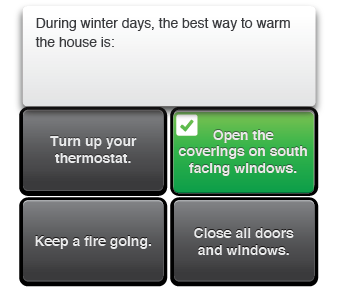 During winter days, the best way to warm
the house is:
Turn up your
thermostat.
Open the
coverings on south
facing windows.
Keep a fire going.
Close all doors
and windows.